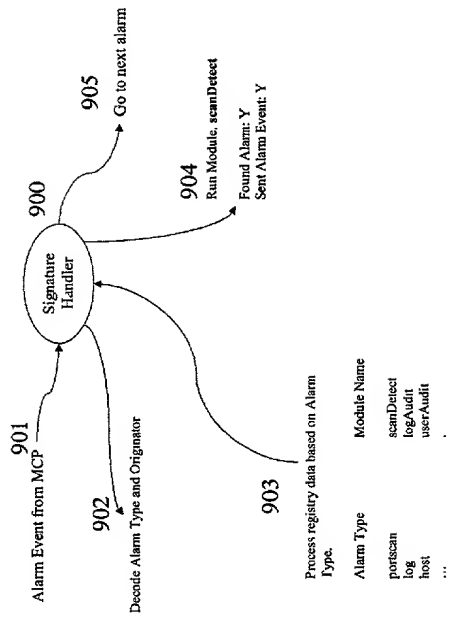 901
Alarm Event from MCP
902
Decode Alarm Type and Originator
900
Signature
Handler
905
Go to next alarm
904
Run Module, scanDetect
Found Alarm: Y
Sent Alarm Event: Y
903
Process registry data based on Alarm
Type,
Alarm Type Module Name
portscan scanDetect
log logAudit
host userAudit
... .